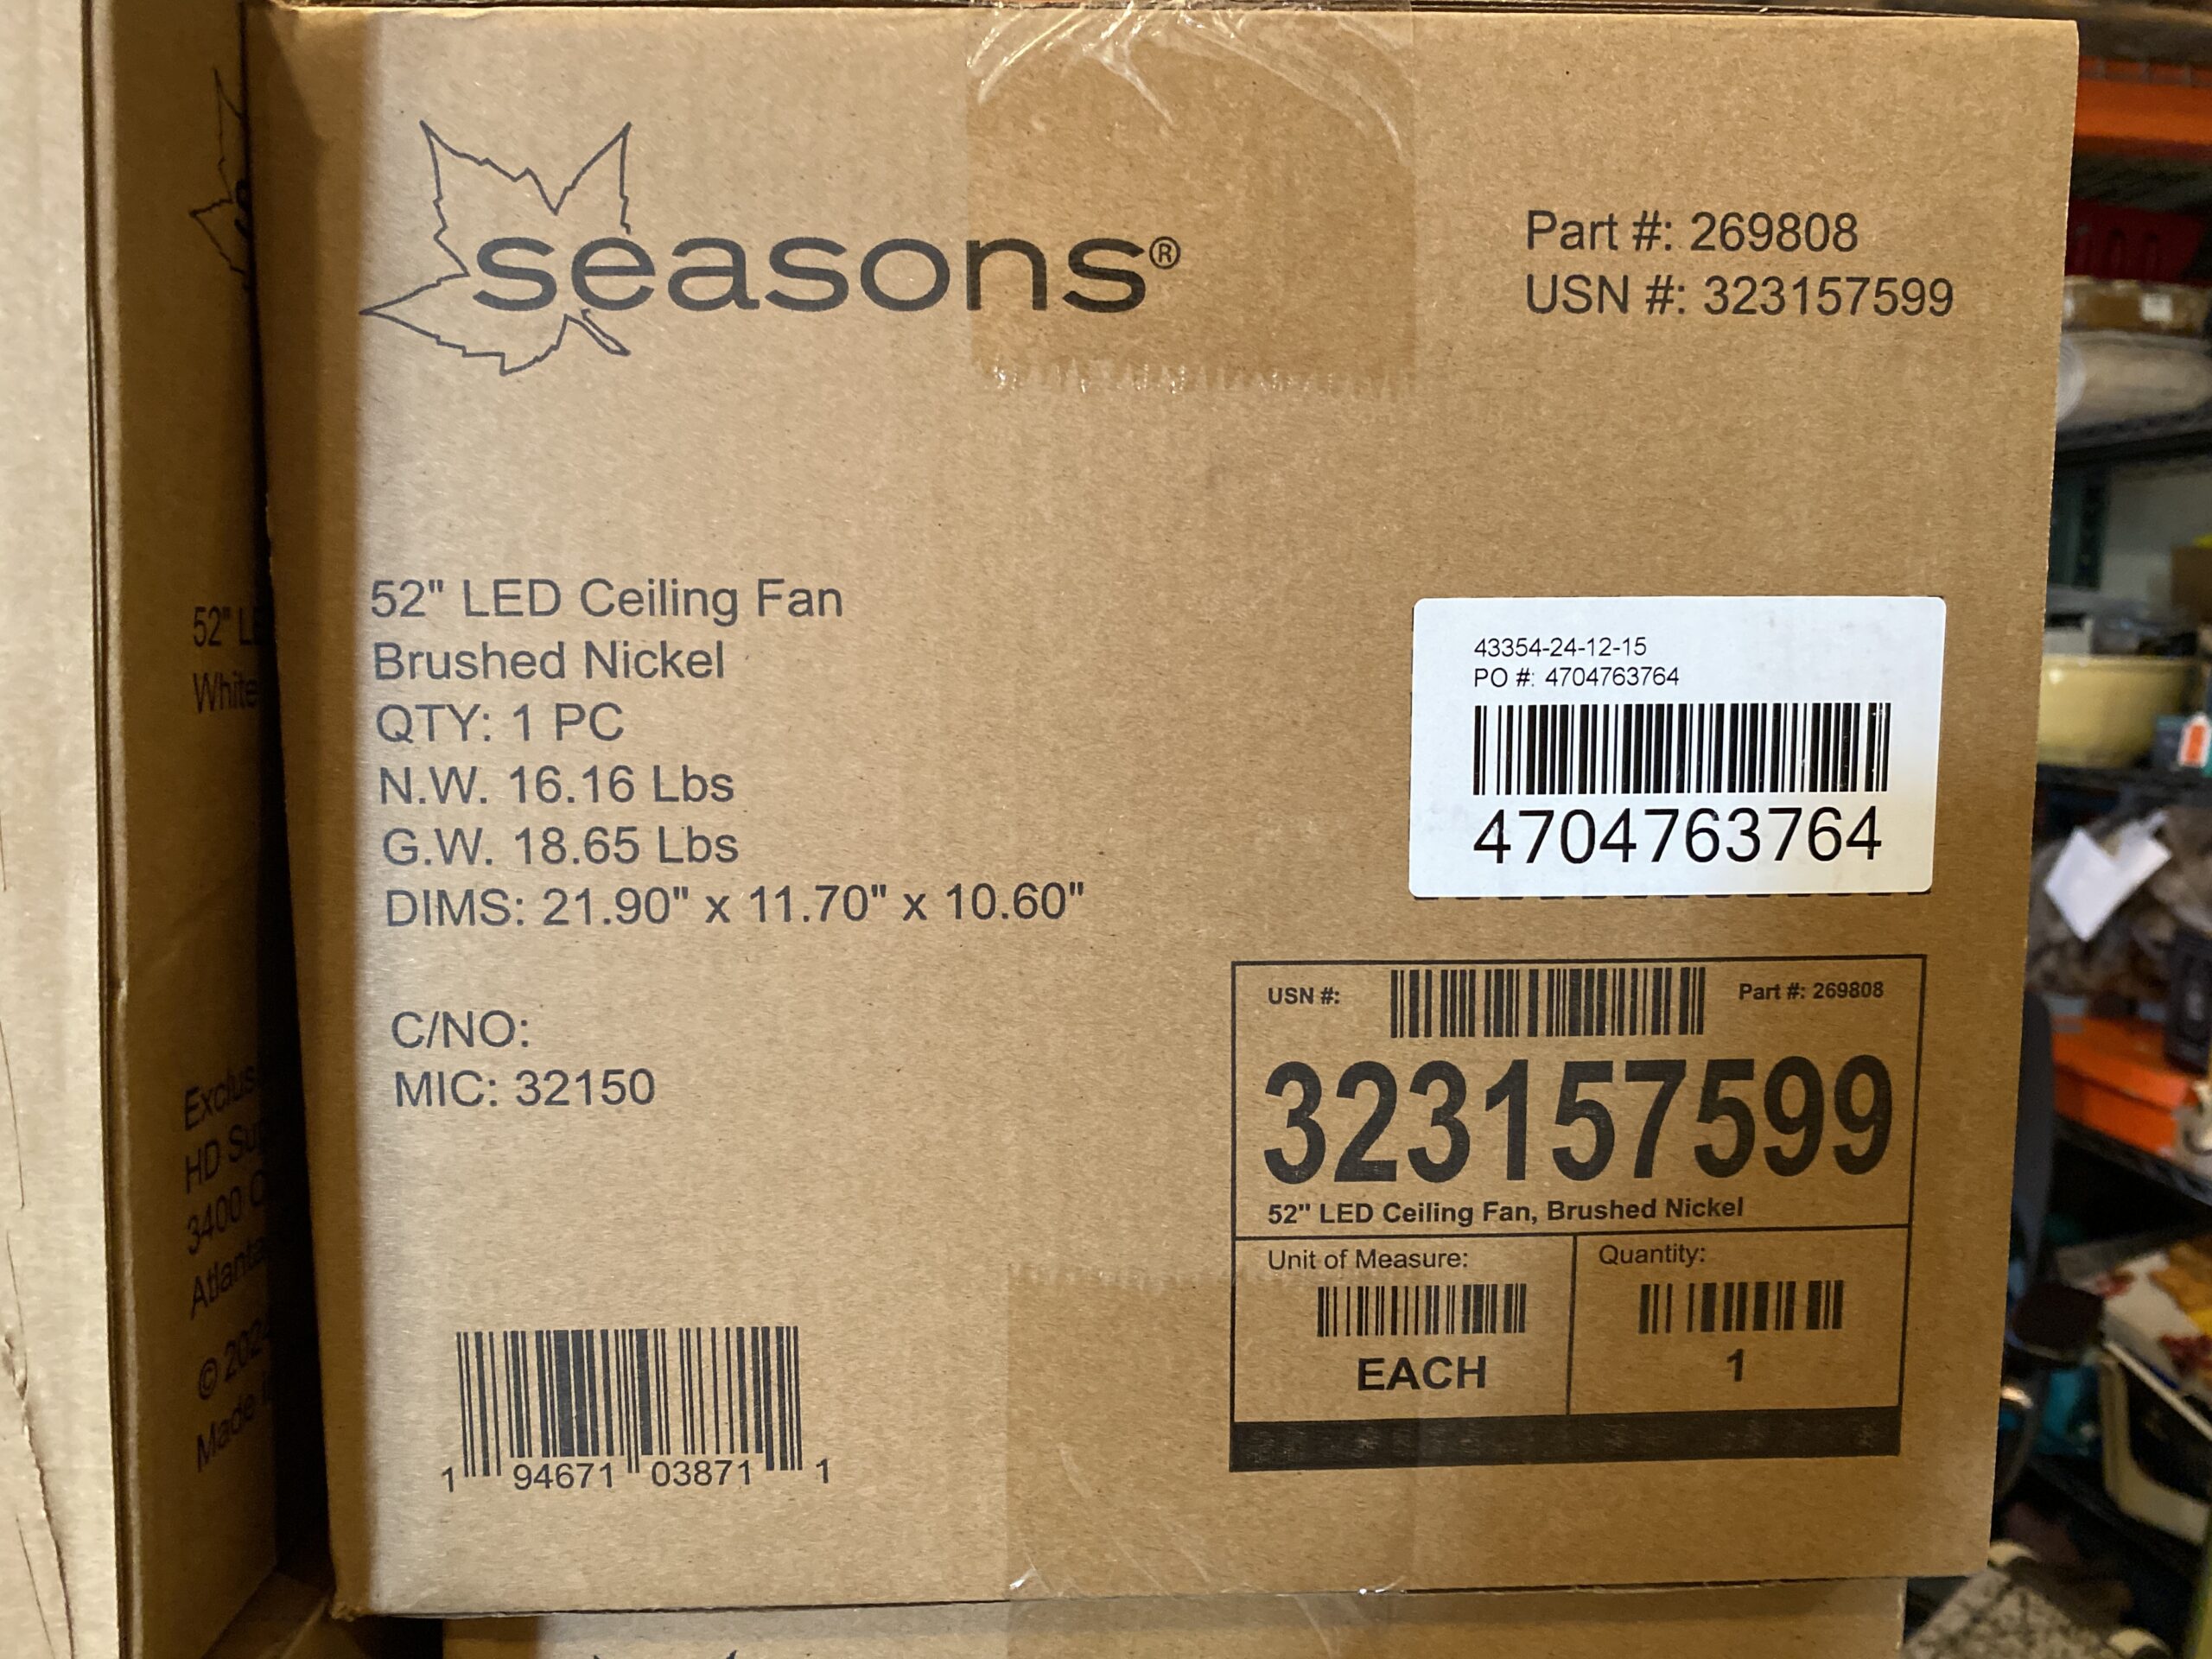 seasons®
Part #: 269808
USN #: 323157599
52" LED Ceiling Fan
Brushed Nickel
QTY: 1 PC
N.W. 16.16 Lbs
G.W. 18.65 Lbs
DIMS: 21.90" x 11.70" x 10.60"
C/NO:
MIC: 32150
1 94671 03871 1
43354-24-12-15
PO #: 4704763764
4704763764
USN #:
Part #: 269808
323157599
52" LED Ceiling Fan, Brushed Nickel
Unit of Measure:
EACH
Quantity:
1
52"
White
HD
3400
Made